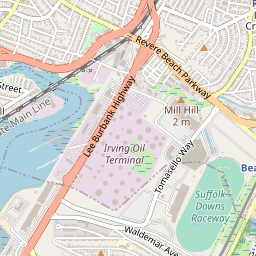 Revere Beach Parkway
Street.
Lee Burbank Highway
Mill Hill
2 m
Main Line
Irving Oil
Terminal
Tomasello Way
Suffolk
Downs
Raceway
Waldemar Ave